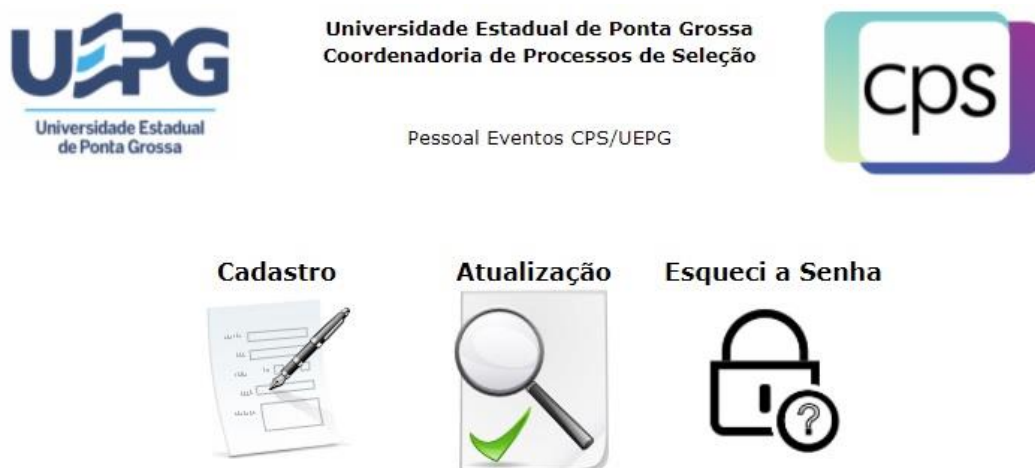 UEPG
Universidade Estadual
de Ponta Grossa
Universidade Estadual de Ponta Grossa
Coordenadoria de Processos de Seleção
Pessoal Eventos CPS/UEPG
cps
Cadastro
Atualização
Esqueci a Senha
?